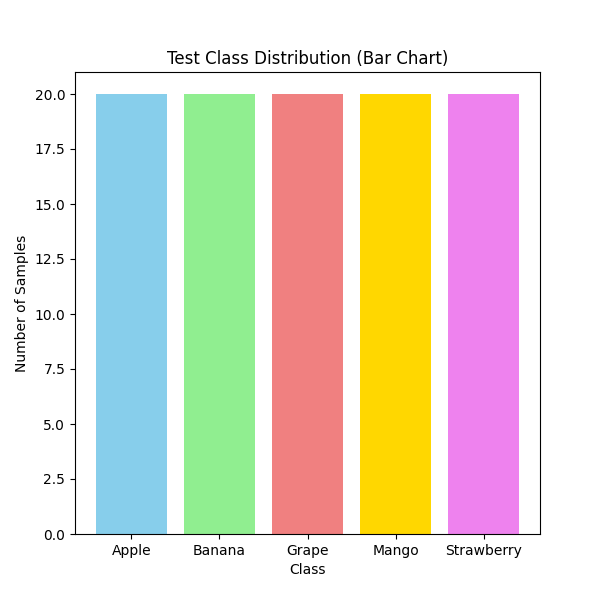 Test Class Distribution (Bar Chart)
Number of Samples
20.0
17.5
15.0
12.5
10.0
7.5
5.0
2.5
0.0
Apple Banana Grape Mango Strawberry
Class